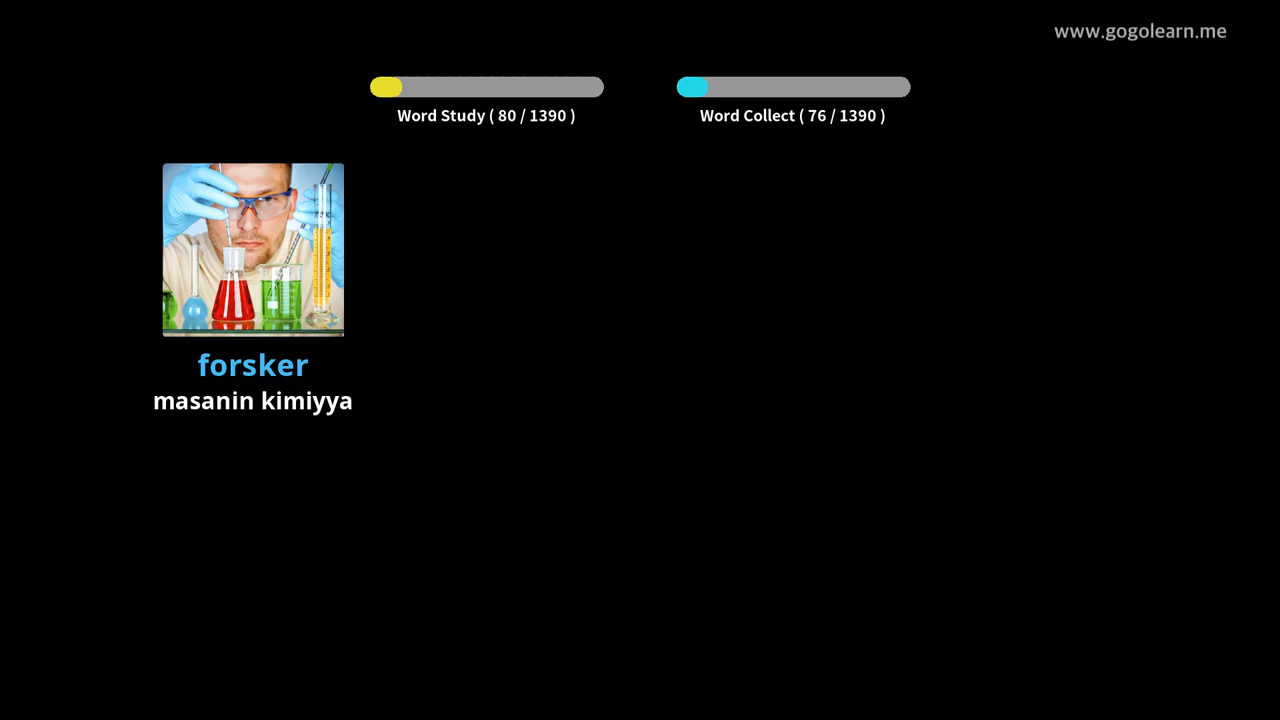 www.gogolearn.me
Word Study ( 80 / 1390 )
Word Collect ( 76 / 1390 )
forsker
masanin kimiyya